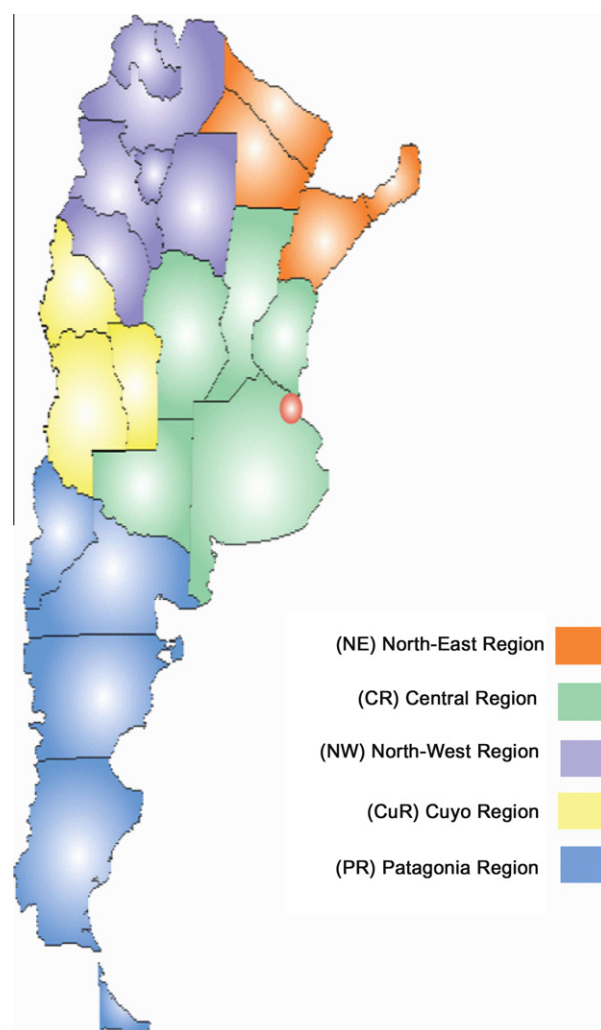 (NE) North-East Region
(CR) Central Region
(NW) North-West Region
(CuR) Cuyo Region
(PR) Patagonia Region